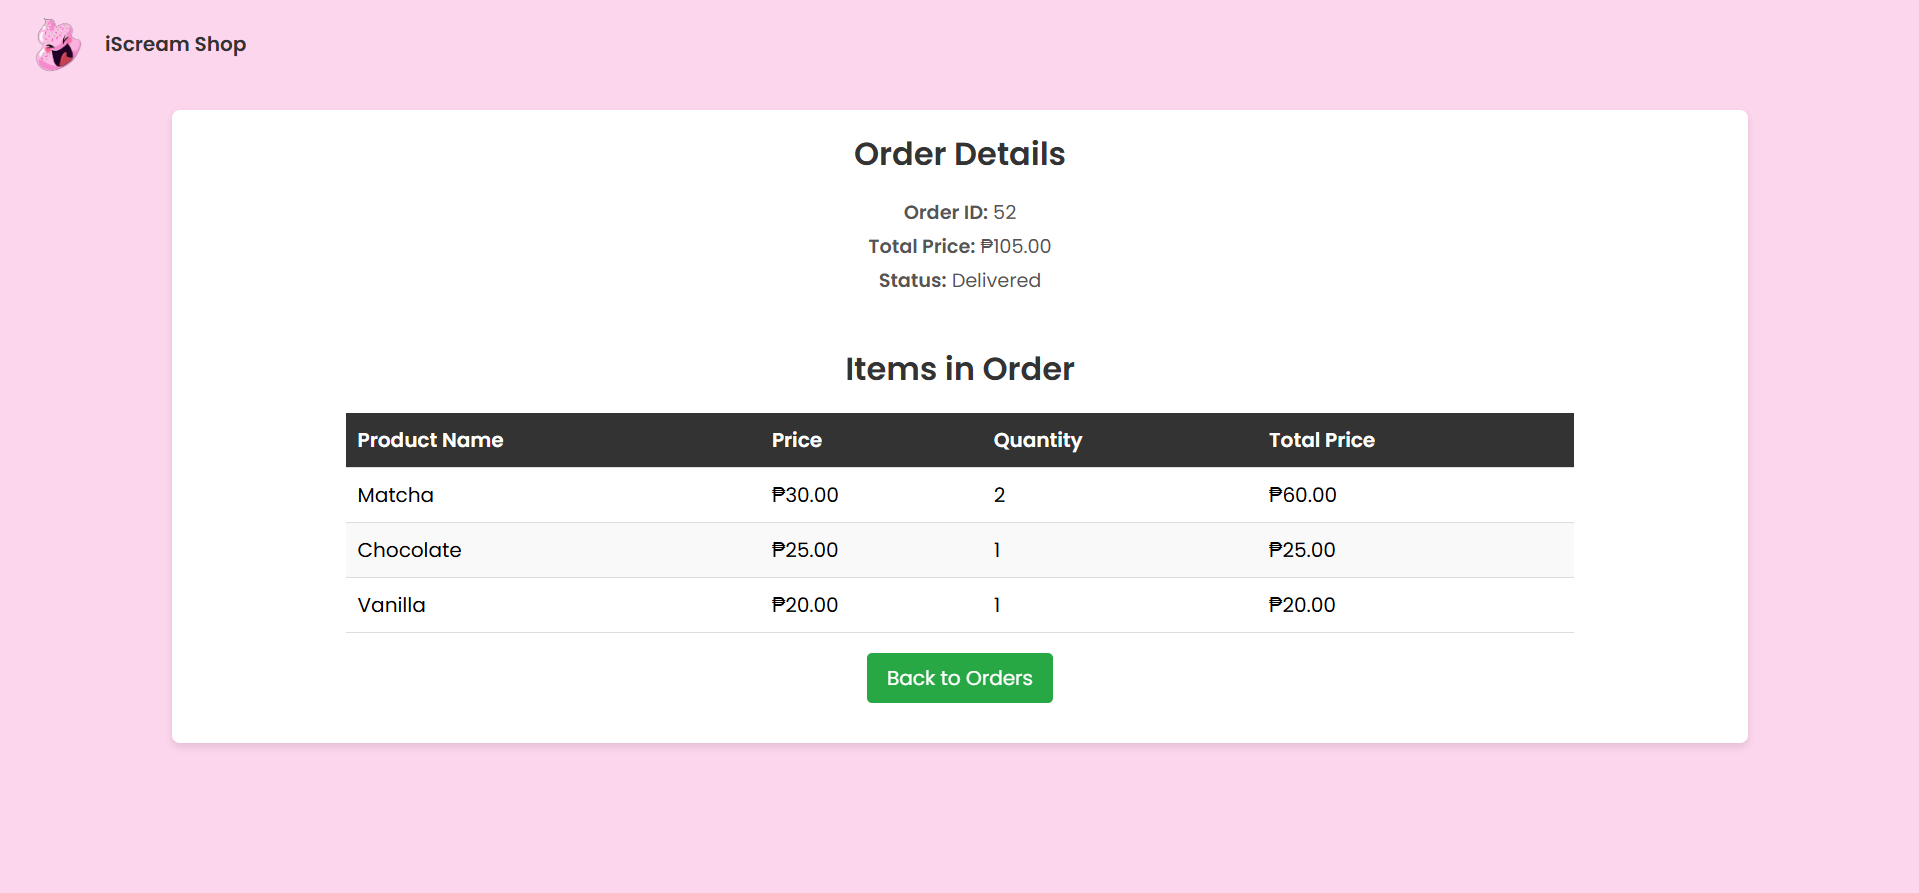 iScream Shop
Order Details
Order ID: 52
Total Price: ₱105.00
Status: Delivered
Items in Order
Product Name Price Quantity Total Price
Matcha ₱30.00 2 ₱60.00
Chocolate ₱25.00 1 ₱25.00
Vanilla ₱20.00 1 ₱20.00
Back to Orders